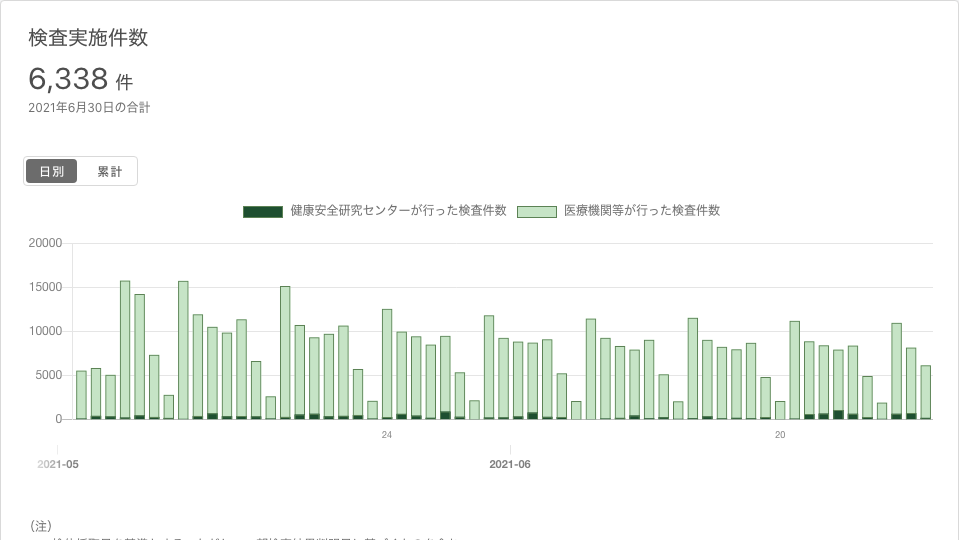 検査実施件数
6,338 件
2021年6月30日の合計
日別 累計
健康安全研究センターが行った検査件数 医療機関等が行った検査件数
20000
15000
10000
5000
0
24 20
2021-05 2021-06
（注）